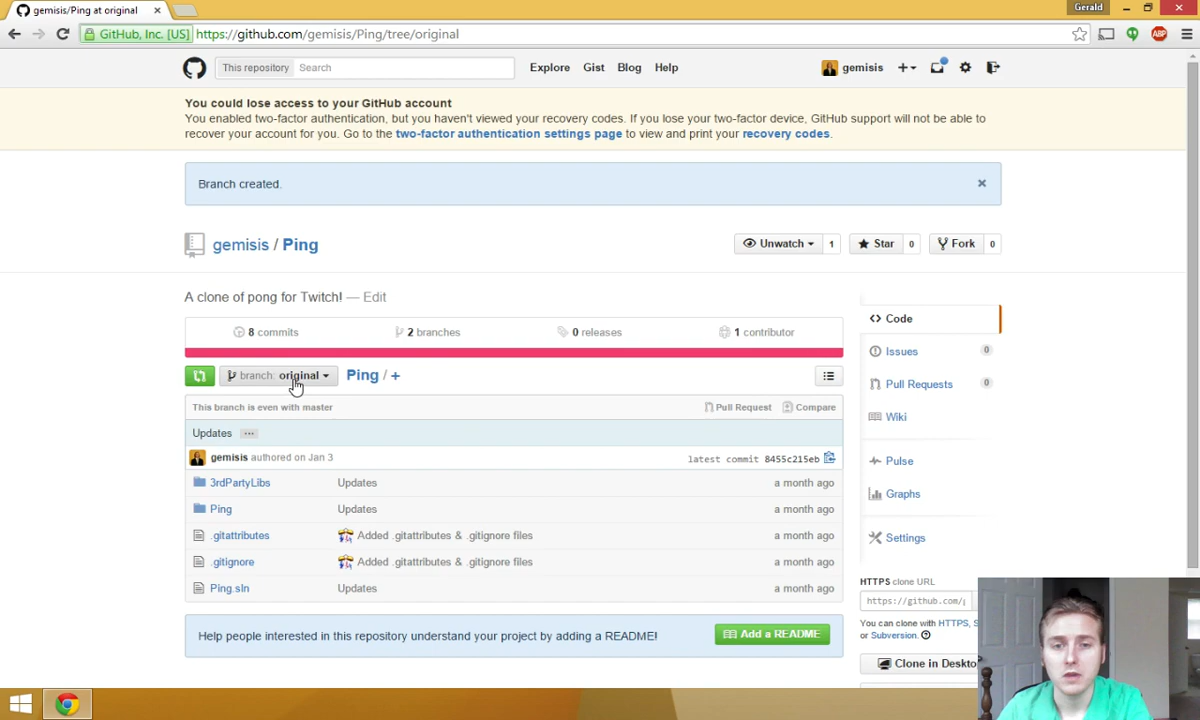 gemisis/Ping at original
Gerald
GitHub, Inc. [US] https://github.com/gemisis/Ping/tree/original
ABP
This repository Search
Explore Gist Blog Help
gemisis
You could lose access to your GitHub account
You enabled two-factor authentication, but you haven't viewed your recovery codes. If you lose your two-factor device, GitHub support will not be able to
recover your account for you. Go to the two-factor authentication settings page to view and print your recovery codes.
Branch created.
gemisis / Ping
Unwatch 1 Star 0 Fork 0
A clone of pong for Twitch! — Edit
8 commits 2 branches 0 releases 1 contributor
branch: original Ping / +
This branch is even with master Pull Request Compare
Updates ...
gemisis authored on Jan 3 latest commit 8455c215eb
3rdPartyLibs Updates a month ago
Ping Updates a month ago
.gitattributes Added .gitattributes & .gitignore files a month ago
.gitignore Added .gitattributes & .gitignore files a month ago
Ping.sln Updates a month ago
Help people interested in this repository understand your project by adding a README! Add a README
Code
Issues 0
Pull Requests 0
Wiki
Pulse
Graphs
Settings
HTTPS clone URL
https://github.com/
You can clone with HTTPS, S
or Subversion.
Clone in Deskto